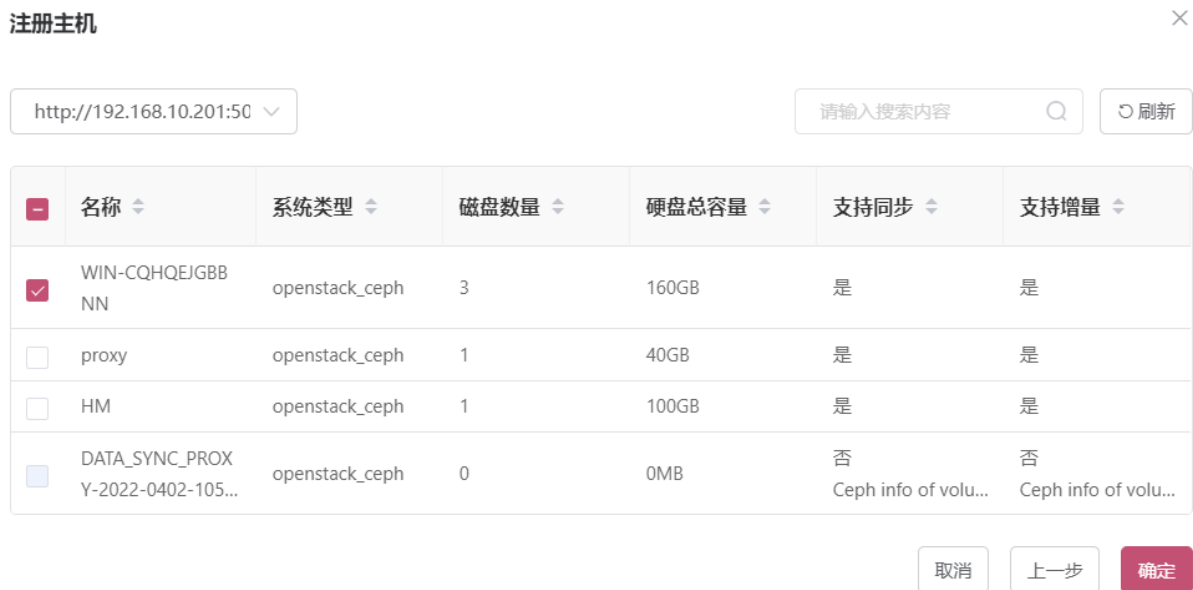 注册主机
http://192.168.10.201:50
请输入搜索内容
刷新
名称 系统类型 磁盘数量 硬盘总容量 支持同步 支持增量
WIN-CQHQEJGBB
NN
openstack_ceph 3 160GB 是 是
proxy openstack_ceph 1 40GB 是 是
HM openstack_ceph 1 100GB 是 是
DATA_SYNC_PROX
Y-2022-0402-105...
openstack_ceph 0 0MB
否
Ceph info of volu...
否
Ceph info of volu...
取消 上一步 确定